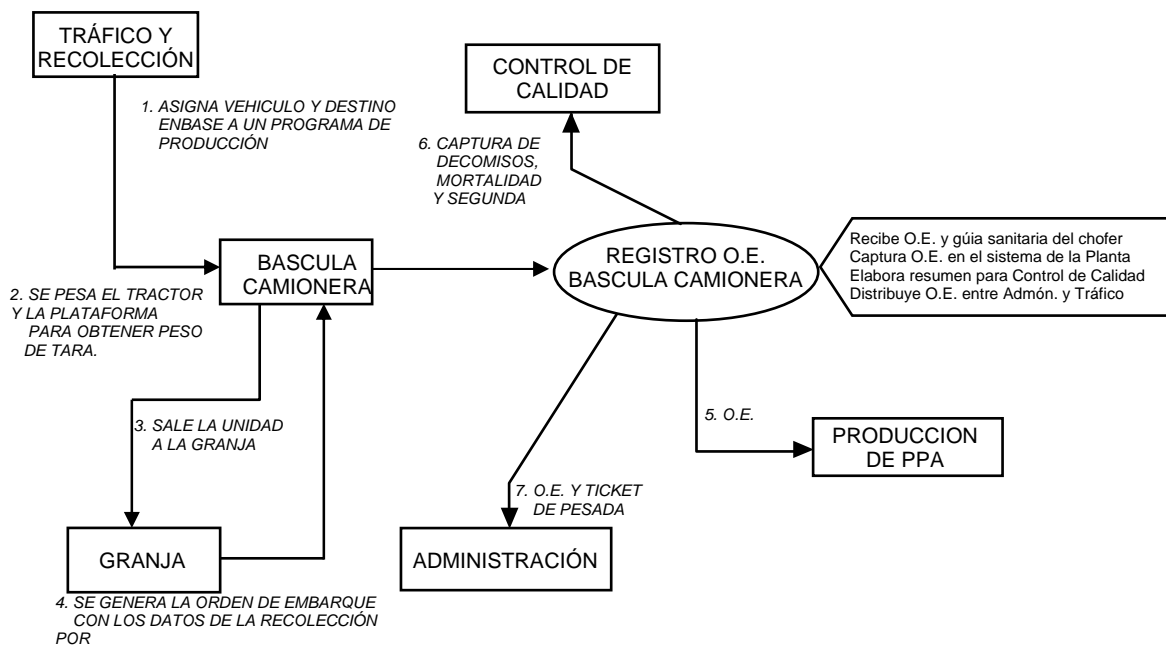 TRÁFICO Y
RECOLECCIÓN
CONTROL DE
CALIDAD
1. ASIGNA VEHICULO Y DESTINO
ENBASE A UN PROGRAMA DE
PRODUCCIÓN
6. CAPTURA DE
DECOMISOS,
MORTALIDAD
Y SEGUNDA
BASCULA
CAMIONERA
REGISTRO O.E.
BASCULA CAMIONERA
Recibe O.E. y gúia sanitaria del chofer
Captura O.E. en el sistema de la Planta
Elabora resumen para Control de Calidad
Distribuye O.E. entre Admón. y Tráfico
2. SE PESA EL TRACTOR
Y LA PLATAFORMA
PARA OBTENER PESO
DE TARA.
3. SALE LA UNIDAD
A LA GRANJA
5. O.E.
PRODUCCION
DE PPA
7. O.E. Y TICKET
DE PESADA
GRANJA
ADMINISTRACIÓN
4. SE GENERA LA ORDEN DE EMBARQUE
CON LOS DATOS DE LA RECOLECCIÓN
POR